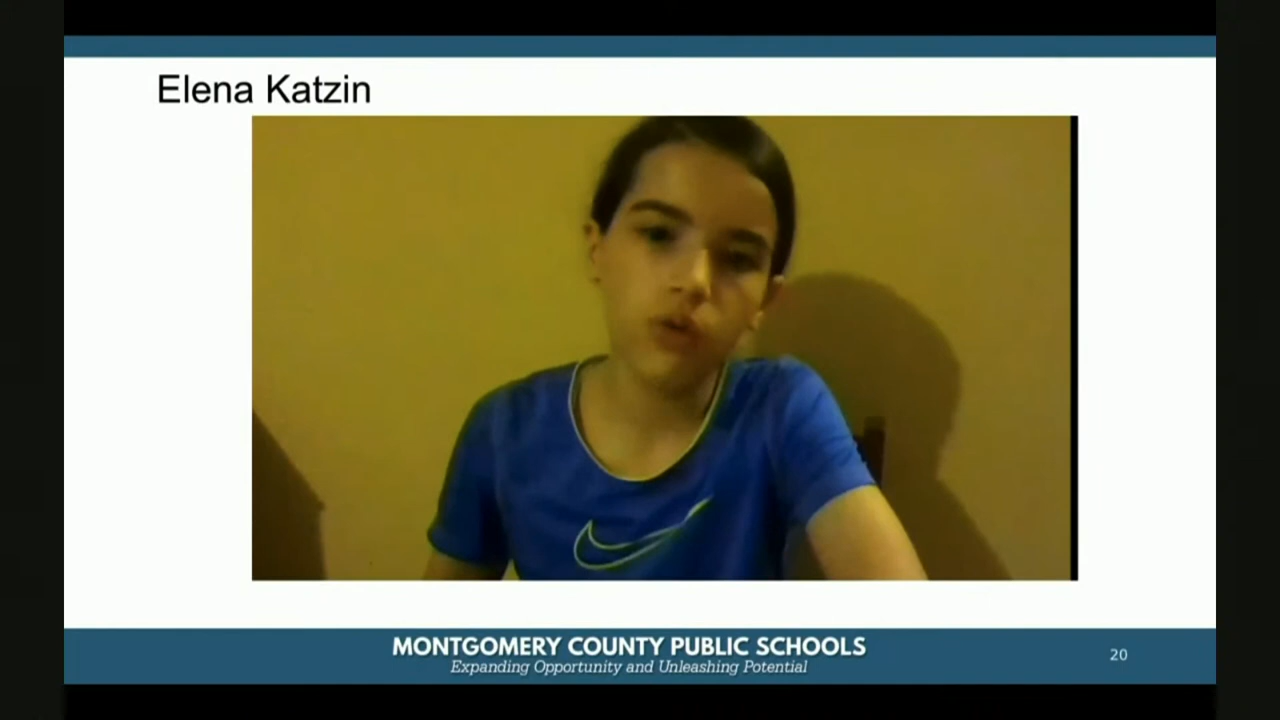 Elena Katzin
MONTGOMERY COUNTY PUBLIC SCHOOLS
Expanding Opportunity and Unleashing Potential
20